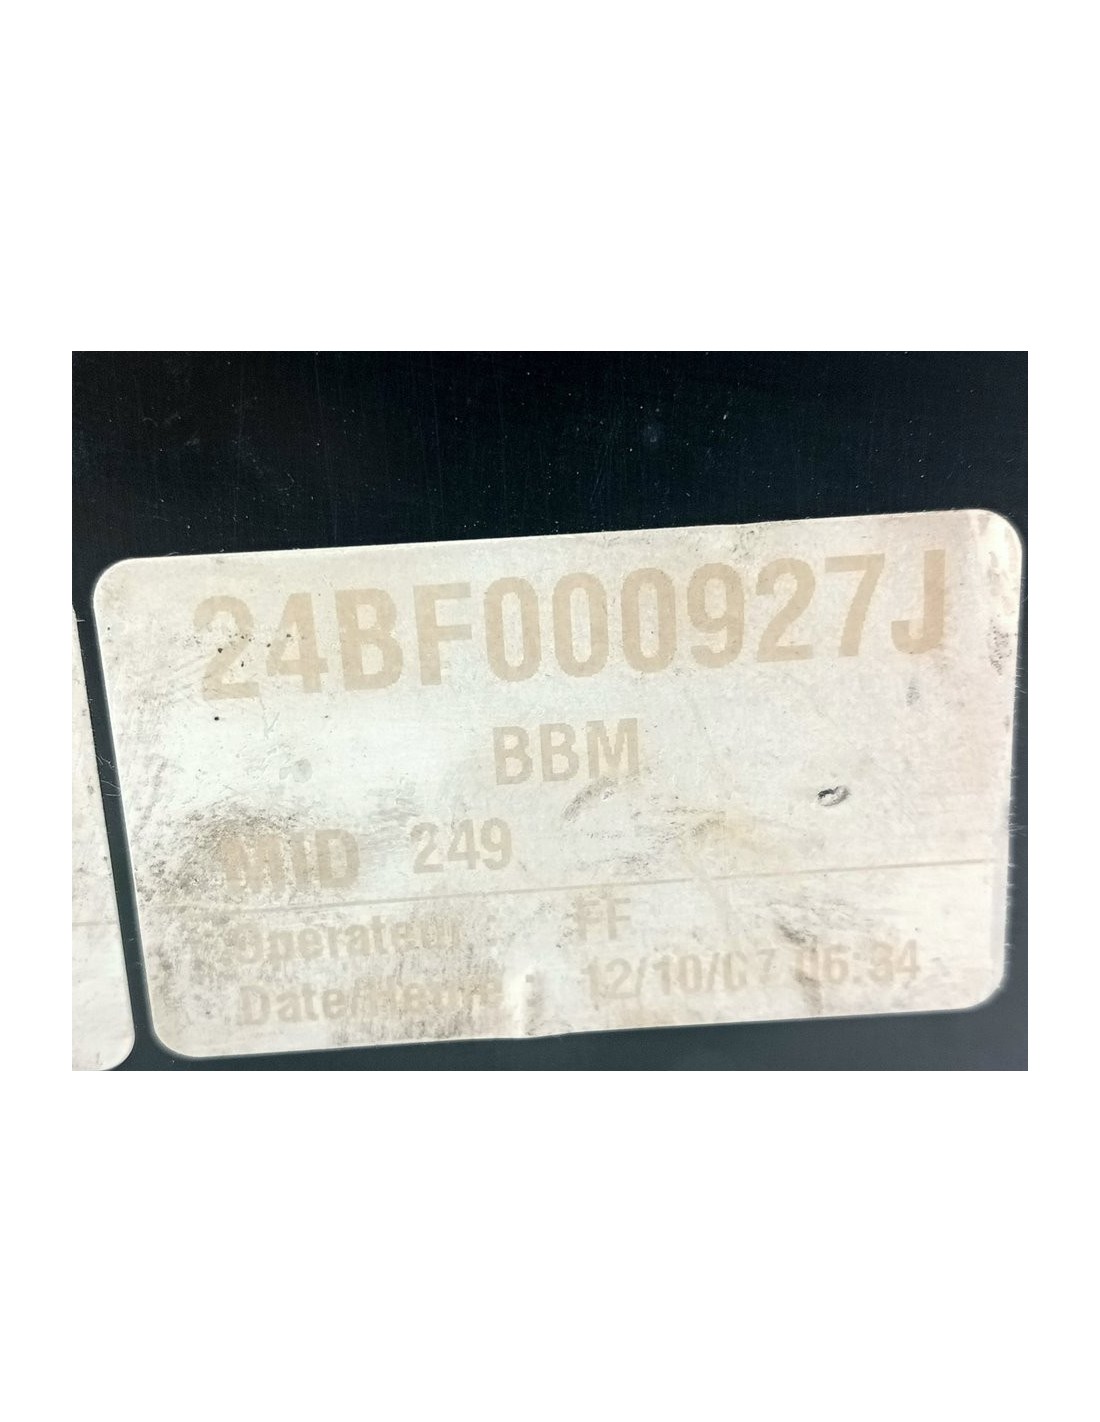 24BF000927J
BBM
MID 249
Operateur : FF
Date/Heure : 12/10/07 06:34